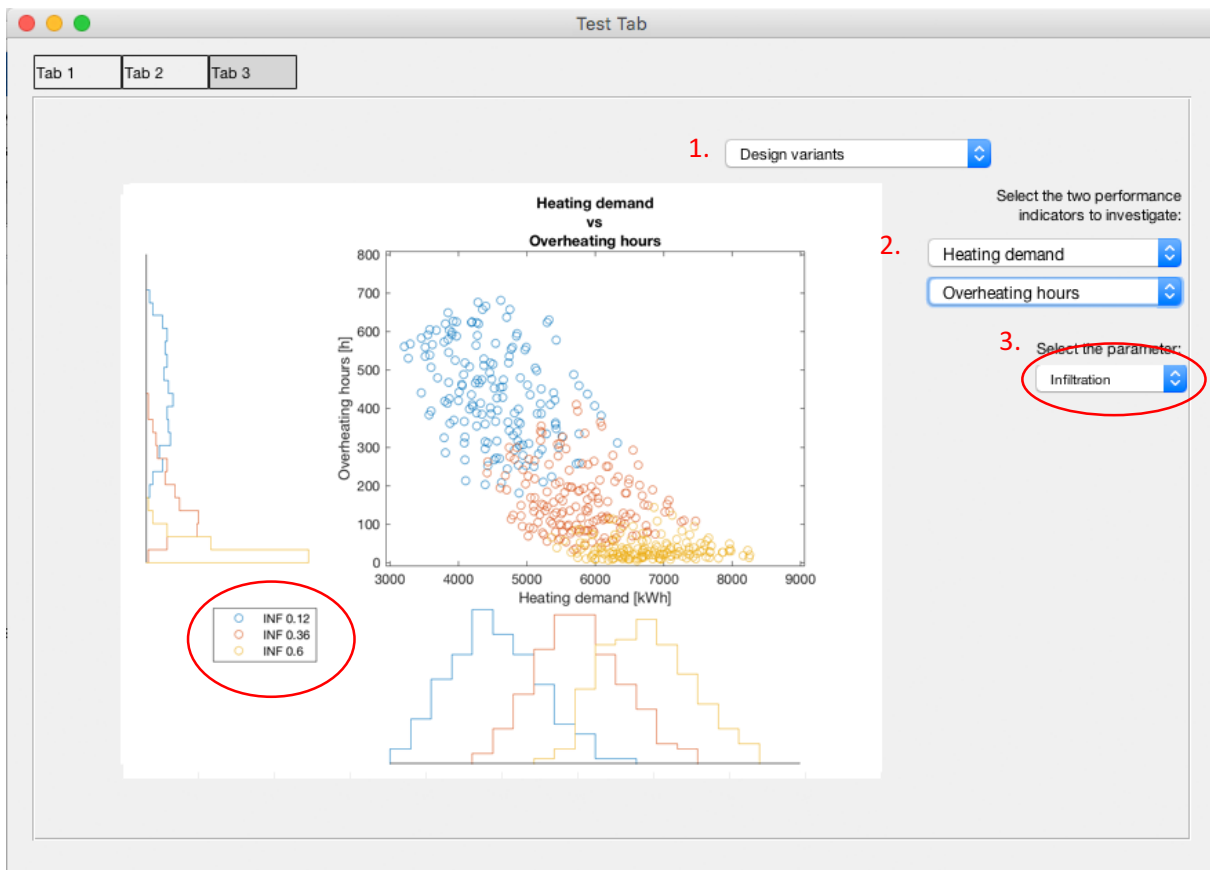 Test Tab
Tab 1
Tab 2
Tab 3
1.
Design variants
Select the two performance
indicators to investigate:
2.
Heating demand
Overheating hours
3.
Select the parameter:
Infiltration
Heating demand
vs
Overheating hours
Overheating hours [h]
800
700
600
500
400
300
200
100
0
3000
4000
5000
6000
7000
8000
9000
Heating demand [kWh]
INF 0.12
INF 0.36
INF 0.6